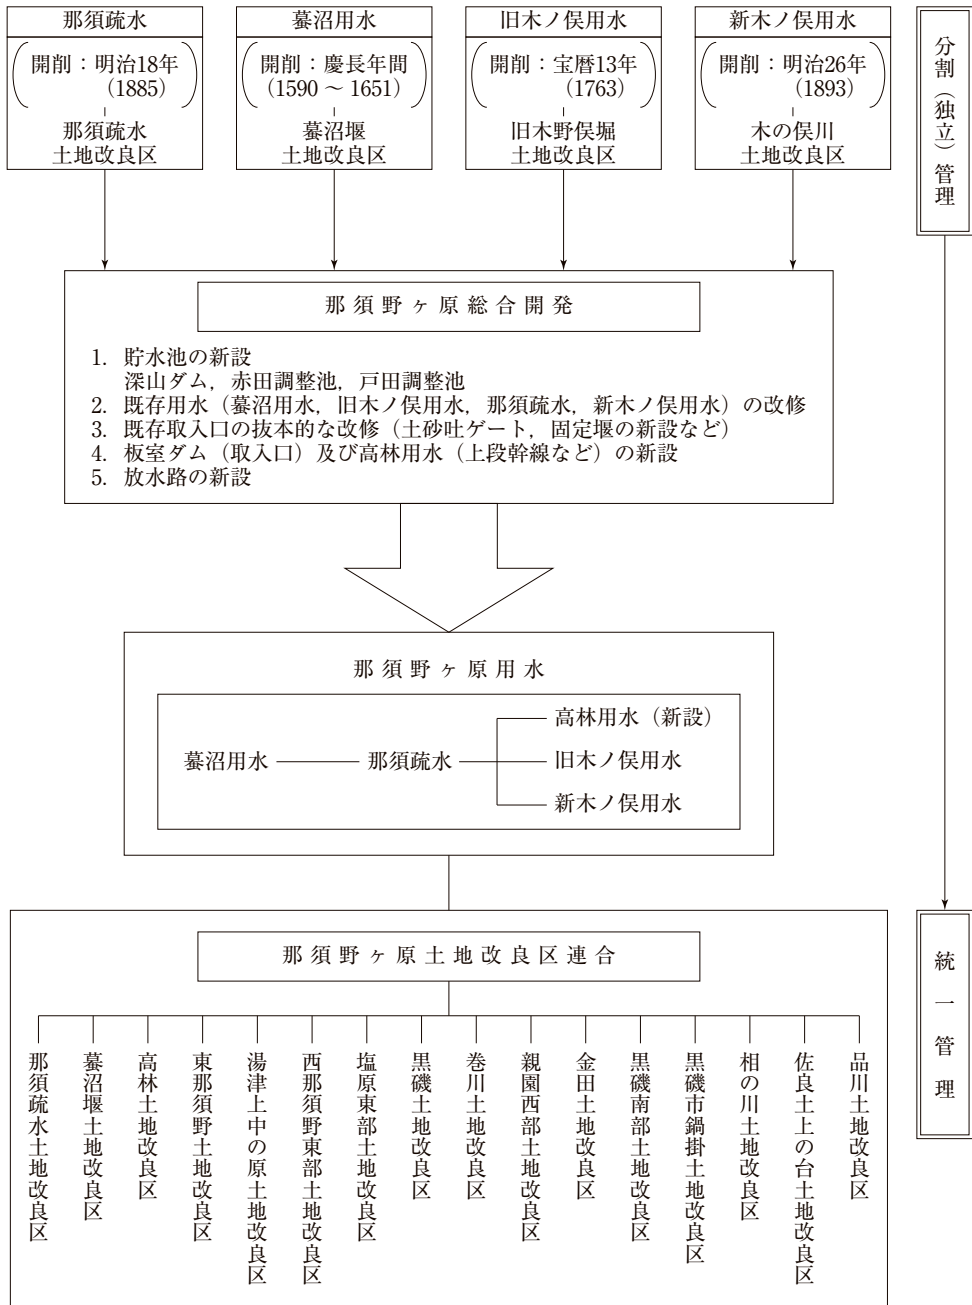 那須疏水
開削：明治18年
(1885)
那須疏水
土地改良区
蟇沼用水
開削：慶長年間
(1590 ～ 1651)
蟇沼堰
土地改良区
旧木ノ俣用水
開削：宝暦13年
(1763)
旧木野俣堀
土地改良区
新木ノ俣用水
開削：明治26年
(1893)
木の俣川
土地改良区
分割（独立）管理
那須野ヶ原総合開発
1. 貯水池の新設
深山ダム，赤田調整池，戸田調整池
2. 既存用水（蟇沼用水，旧木ノ俣用水，那須疏水，新木ノ俣用水）の改修
3. 既存取入口の抜本的な改修（土砂吐ゲート，固定堰の新設など）
4. 板室ダム（取入口）及び高林用水（上段幹線など）の新設
5. 放水路の新設
那須野ヶ原用水
蟇沼用水
那須疏水
高林用水（新設）
旧木ノ俣用水
新木ノ俣用水
那須野ヶ原土地改良区連合
那須疏水土地改良区
蟇沼堰土地改良区
高林土地改良区
東那須野土地改良区
湯津上中の原土地改良区
西那須野東部土地改良区
塩原東部土地改良区
黒磯土地改良区
巻川土地改良区
親園西部土地改良区
金田土地改良区
黒磯南部土地改良区
黒磯市鍋掛土地改良区
相の川土地改良区
佐良土上の台土地改良区
品川土地改良区
統一管理